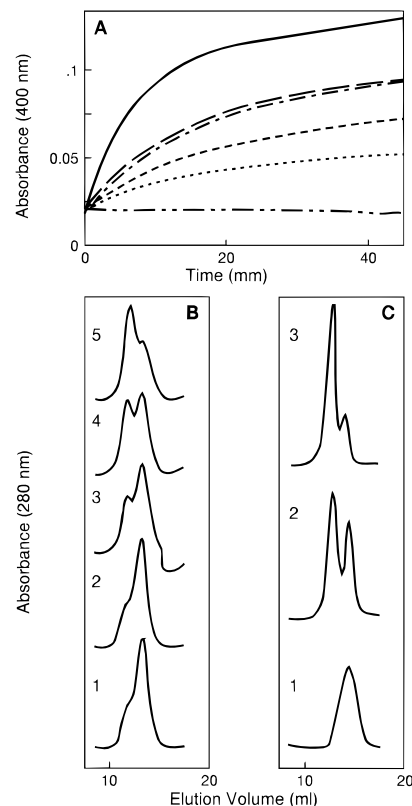 A
Absorbance (400 nm)
.1
0.05
0
0 20 40
Time (mm)
B C
Absorbance (280 nm)
5
4
3
2
1
3
2
1
10 20 10 20
Elution Volume (ml)